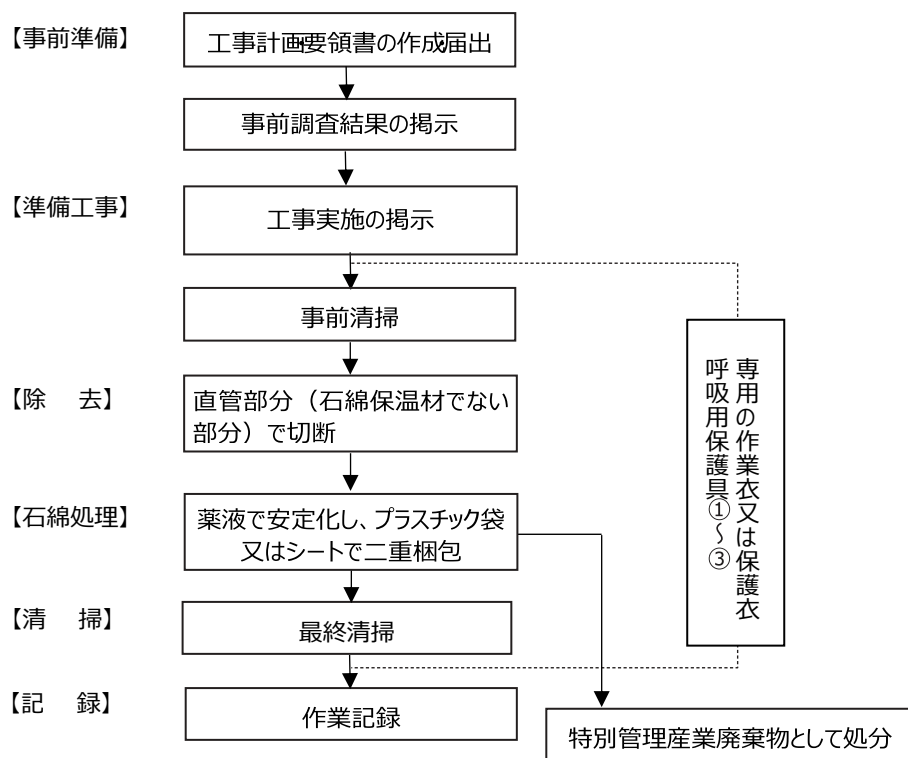 【事前準備】
工事計画・要領書の作成・届出
事前調査結果の掲示
【準備工事】
工事実施の掲示
事前清掃
【除　去】
直管部分（石綿保温材でない
部分）で切断
【石綿処理】
薬液で安定化し、プラスチック袋
又はシートで二重梱包
【清　掃】
最終清掃
【記　録】
作業記録
専用の作業衣又は保護衣
呼吸用保護具①～③
特別管理産業廃棄物として処分